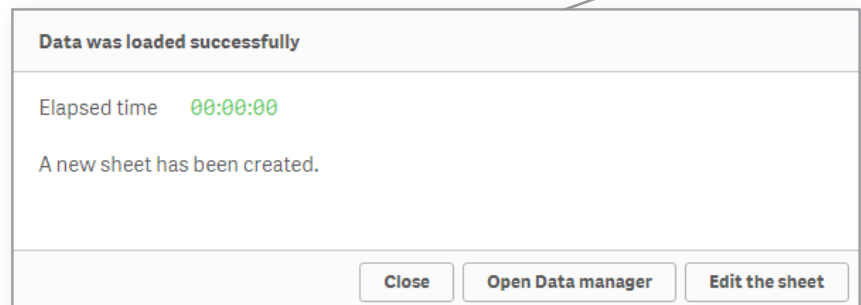 Data was loaded successfully
Elapsed time 00:00:00
A new sheet has been created.
Close Open Data manager Edit the sheet